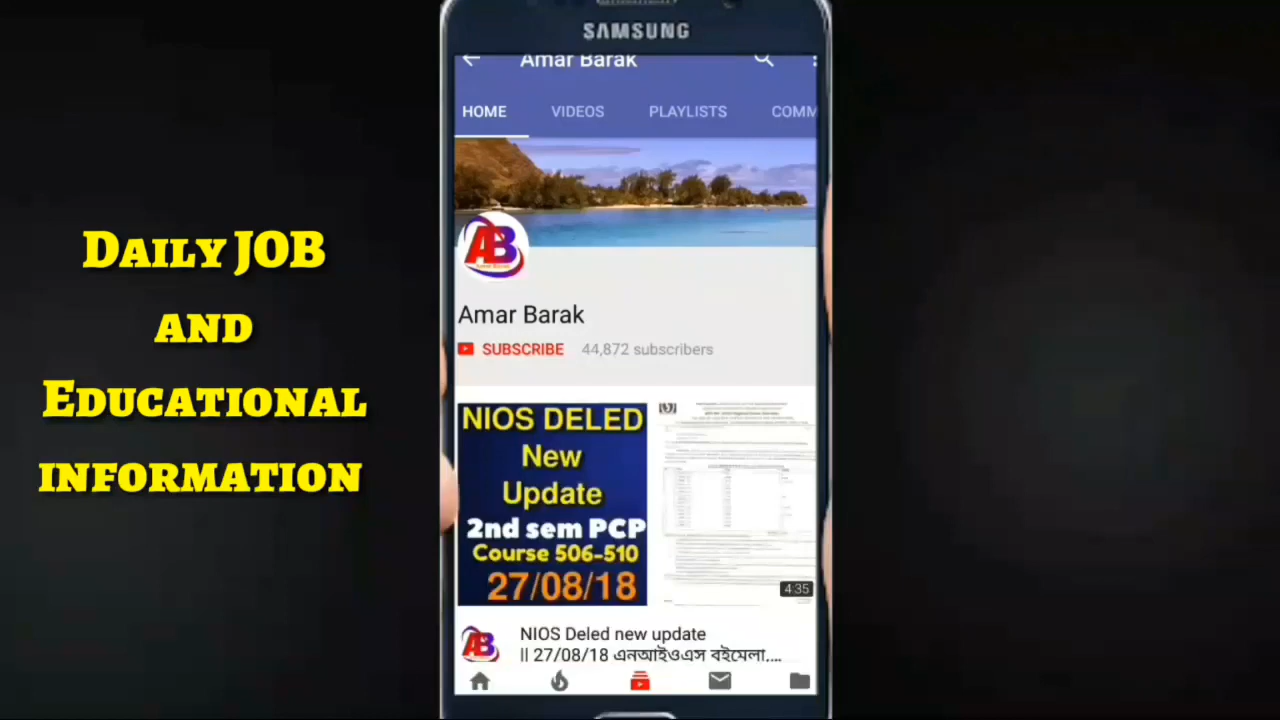 SAMSUNG
Amar Barak
HOME VIDEOS PLAYLISTS COMM
AB
Amar Barak
SUBSCRIBE 44,872 subscribers
Daily JOB
and
Educational
information
NIOS DELED
New
Update
2nd sem PCP
Course 506-510
27/08/18
4:35
AB
NIOS Deled new update
|| 27/08/18 এনআইওএস বইমেলা....